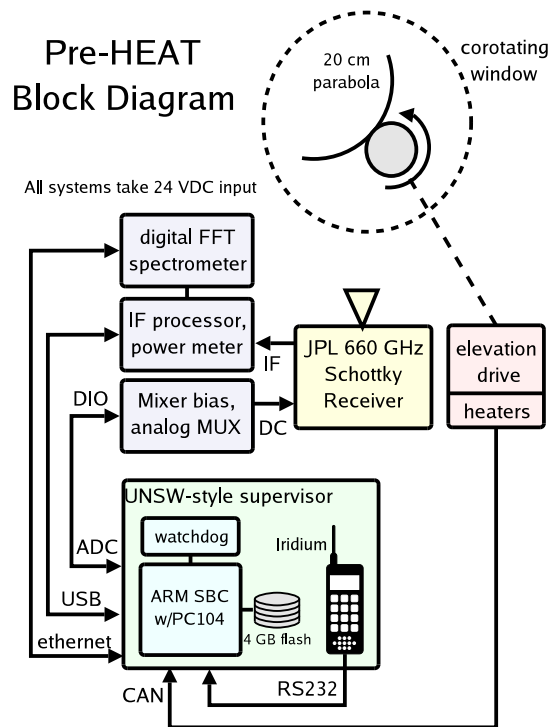 Pre-HEAT
Block Diagram
20 cm
parabola
corotating
window
All systems take 24 VDC input
digital FFT
spectrometer
IF processor,
power meter
IF
JPL 660 GHz
Schottky
Receiver
elevation
drive
heaters
DIO
Mixer bias,
analog MUX
DC
UNSW-style supervisor
watchdog
Iridium
ADC
ARM SBC
w/PC104
USB
4 GB flash
ethernet
CAN
RS232